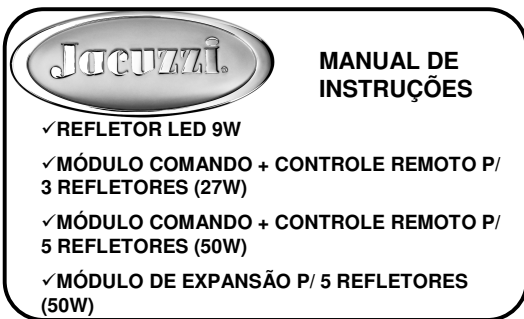 Jacuzzi.
MANUAL DE
INSTRUÇÕES
✓REFLETOR LED 9W
✓MÓDULO COMANDO + CONTROLE REMOTO P/
3 REFLETORES (27W)
✓MÓDULO COMANDO + CONTROLE REMOTO P/
5 REFLETORES (50W)
✓MÓDULO DE EXPANSÃO P/ 5 REFLETORES
(50W)